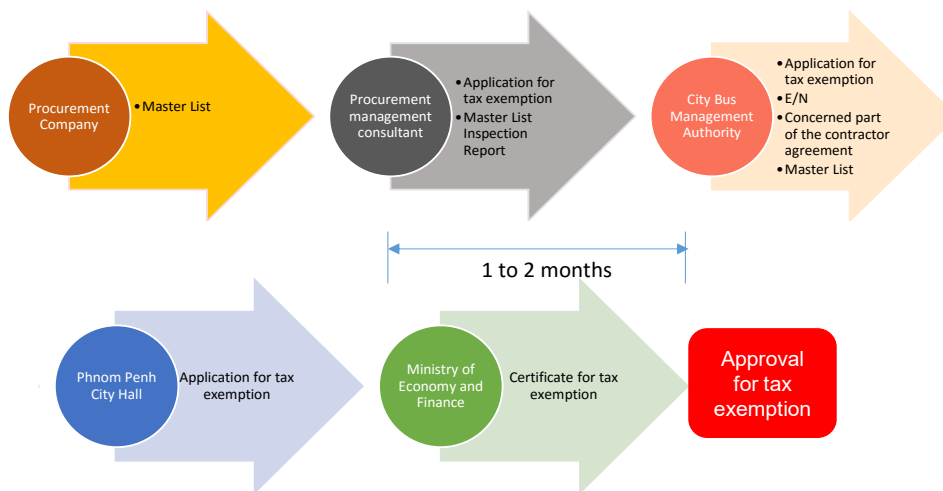 Procurement
Company
•Master List
Procurement
management
consultant
•Application for
tax exemption
•Master List
Inspection
Report
City Bus
Management
Authority
•Application for
tax exemption
•E/N
•Concerned part
of the contractor
agreement
•Master List
1 to 2 months
Phnom Penh
City Hall
Application for tax
exemption
Ministry of
Economy and
Finance
Certificate for tax
exemption
Approval
for tax
exemption